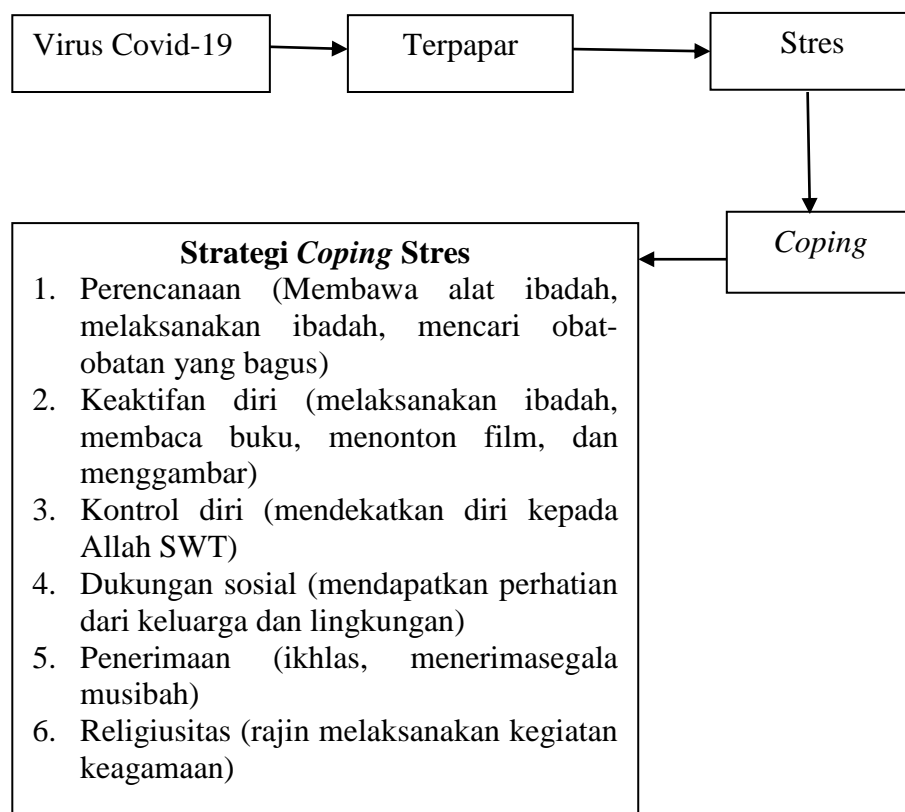 Virus Covid-19
Terpapar
Stres
Coping
Strategi Coping Stres
1. Perencanaan (Membawa alat ibadah,
melaksanakan ibadah, mencari obat-
obatan yang bagus)
2. Keaktifan diri (melaksanakan ibadah,
membaca buku, menonton film, dan
menggambar)
3. Kontrol diri (mendekatkan diri kepada
Allah SWT)
4. Dukungan sosial (mendapatkan perhatian
dari keluarga dan lingkungan)
5. Penerimaan (ikhlas, menerimasegala
musibah)
6. Religiusitas (rajin melaksanakan kegiatan
keagamaan)